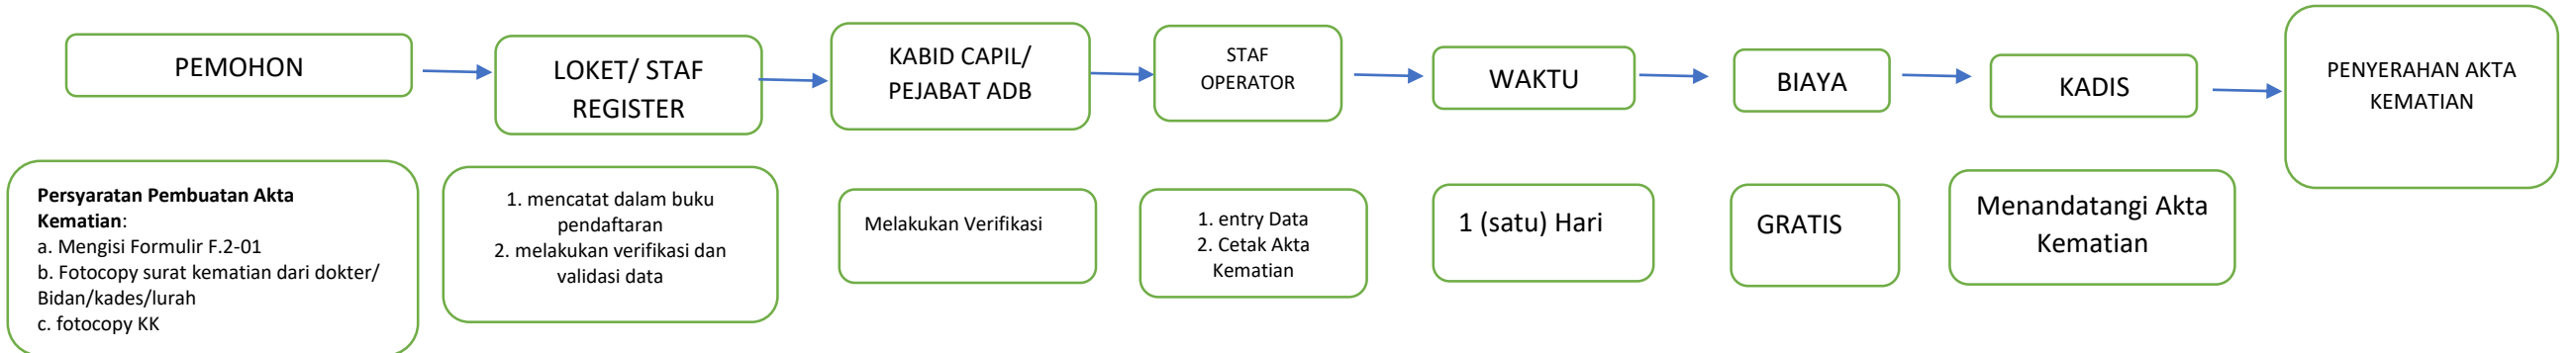 PEMOHON
LOKET/ STAF
REGISTER
KABID CAPIL/
PEJABAT ADB
STAF
OPERATOR
WAKTU
BIAYA
KADIS
PENYERAHAN AKTA
KEMATIAN
Persyaratan Pembuatan Akta
Kematian:
a. Mengisi Formulir F.2-01
b. Fotocopy surat kematian dari dokter/
Bidan/kades/lurah
c. fotocopy KK
1. mencatat dalam buku
pendaftaran
2. melakukan verifikasi dan
validasi data
Melakukan Verifikasi
1. entry Data
2. Cetak Akta
Kematian
1 (satu) Hari
GRATIS
Menandatangi Akta
Kematian